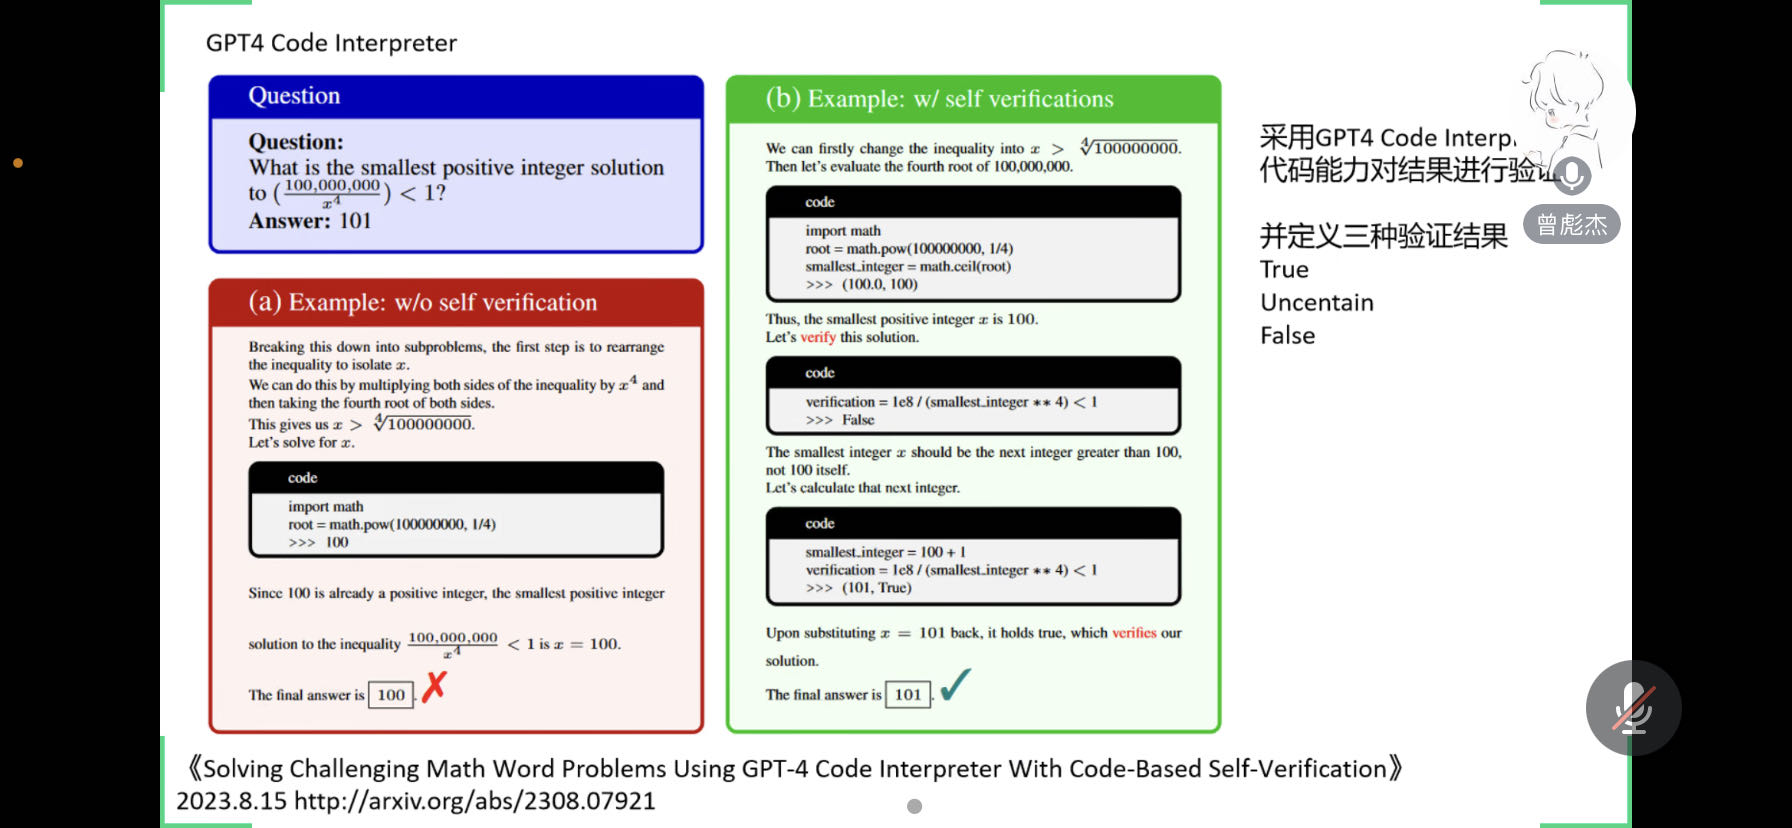 GPT4 Code Interpreter
Question
Question:
What is the smallest positive integer solution
to (100,000,000/x⁴) < 1?
Answer: 101
(a) Example: w/o self verification
Breaking this down into subproblems, the first step is to rearrange
the inequality to isolate x.
We can do this by multiplying both sides of the inequality by x⁴ and
then taking the fourth root of both sides.
This gives us x > ∜100000000.
Let's solve for x.
code
import math
root = math.pow(100000000, 1/4)
>>> 100
Since 100 is already a positive integer, the smallest positive integer
solution to the inequality 100,000,000/x⁴ < 1 is x = 100.
The final answer is 100. ✗
(b) Example: w/ self verifications
We can firstly change the inequality into x > ∜100000000.
Then let's evaluate the fourth root of 100,000,000.
code
import math
root = math.pow(100000000, 1/4)
smallest_integer = math.ceil(root)
>>> (100.0, 100)
Thus, the smallest positive integer x is 100.
Let's verify this solution.
code
verification = 1e8 / (smallest_integer ** 4) < 1
>>> False
The smallest integer x should be the next integer greater than 100,
not 100 itself.
Let's calculate that next integer.
code
smallest_integer = 100 + 1
verification = 1e8 / (smallest_integer ** 4) < 1
>>> (101, True)
Upon substituting x = 101 back, it holds true, which verifies our
solution.
The final answer is 101. ✓
采用GPT4 Code Interp
代码能力对结果进行验证
曾彪杰
并定义三种验证结果
True
Uncentain
False
《Solving Challenging Math Word Problems Using GPT-4 Code Interpreter With Code-Based Self-Verification》
2023.8.15 http://arxiv.org/abs/2308.07921